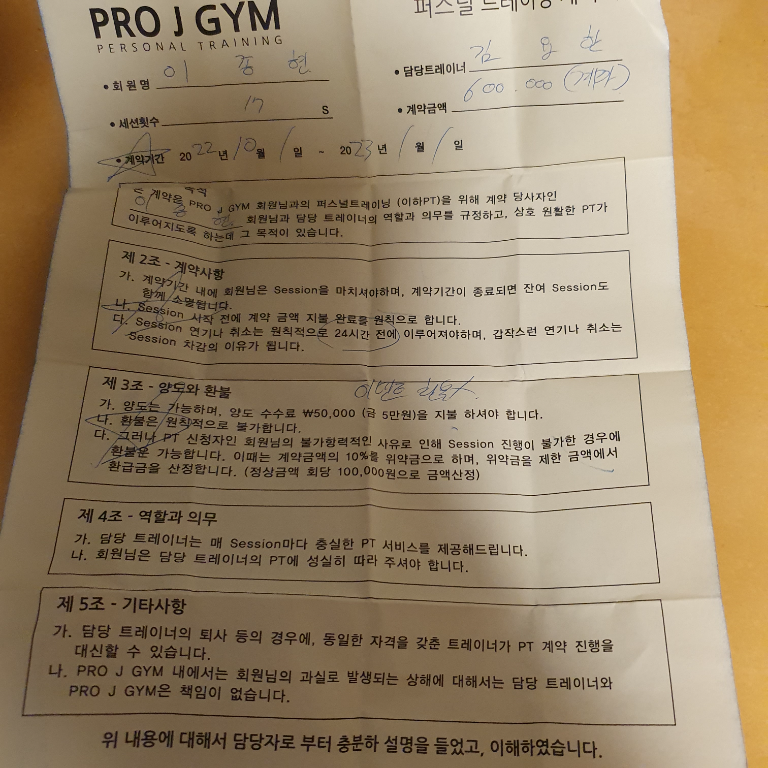 PRO J GYM
PERSONAL TRAINING
퍼스널 트레이닝
• 회 원 명 이 종 현
• 담당트레이너 김 용 환
• 세션횟수 17 S
• 계약금액 600.000 (계좌)
• 계약기간 2022년 10월 1일 ~ 2023년 1월 1일
계약은 PRO J GYM 회원님과의 퍼스널트레이닝 (이하PT)을 위해 계약 당사자인
이 종 현 회원님과 담당 트레이너의 역할과 의무를 규정하고, 상호 원활한 PT가
이루어지도록 하는데 그 목적이 있습니다.
제 2조 - 계약사항
가. 계약기간 내에 회원님은 Session을 마치셔야하며, 계약기간이 종료되면 잔여 Session도
함께 소멸됩니다.
나. Session 시작 전에 계약 금액 지불 완료를 원칙으로 합니다.
다. Session 연기나 취소는 원칙적으로 24시간 전에 이루어져야하며, 갑작스런 연기나 취소는
Session 차감의 이유가 됩니다.
제 3조 - 양도와 환불 이벤트 환불X
가. 양도는 가능하며, 양도 수수료 ₩50,000 (금 5만원)을 지불 하셔야 합니다.
나. 환불은 원칙적으로 불가합니다.
다. 그러나 PT 신청자인 회원님의 불가항력적인 사유로 인해 Session 진행이 불가한 경우에
환불은 가능합니다. 이때는 계약금액의 10%를 위약금으로 하며, 위약금을 제한 금액에서
환급금을 산정합니다. (정상금액 회당 100,000원으로 금액산정)
제 4조 - 역할과 의무
가. 담당 트레이너는 매 Session마다 충실한 PT 서비스를 제공해드립니다.
나. 회원님은 담당 트레이너의 PT에 성실히 따라 주셔야 합니다.
제 5조 - 기타사항
가. 담당 트레이너의 퇴사 등의 경우에, 동일한 자격을 갖춘 트레이너가 PT 계약 진행을
대신할 수 있습니다.
나. PRO J GYM 내에서는 회원님의 과실로 발생되는 상해에 대해서는 담당 트레이너와
PRO J GYM은 책임이 없습니다.
위 내용에 대해서 담당자로 부터 충분하 설명을 들었고, 이해하였습니다.